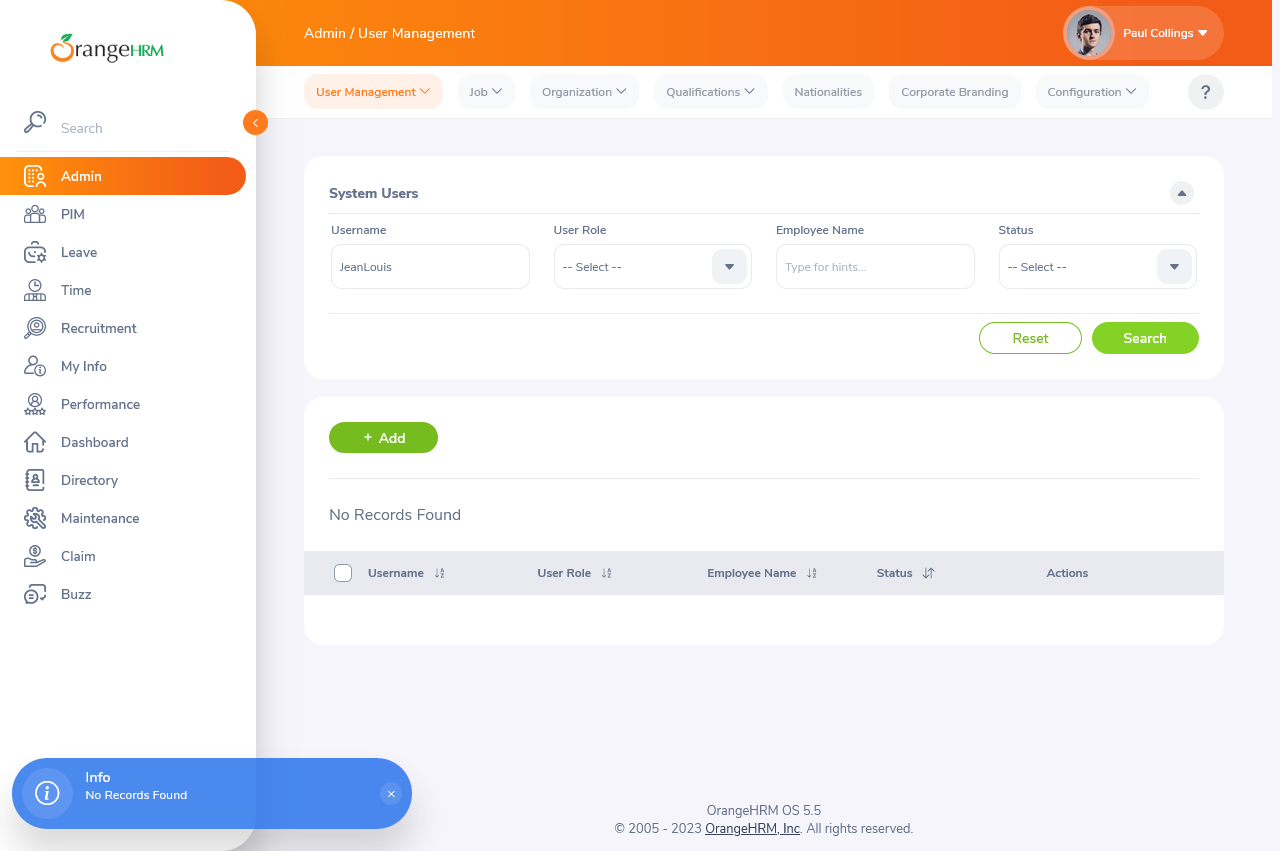 OrangeHRM
Search
Admin
PIM
Leave
Time
Recruitment
My Info
Performance
Dashboard
Directory
Maintenance
Claim
Buzz
Admin / User Management
Paul Collings
User Management
Job
Organization
Qualifications
Nationalities
Corporate Branding
Configuration
?
System Users
Username
User Role
Employee Name
Status
JeanLouis
-- Select --
Type for hints...
-- Select --
Reset
Search
+ Add
No Records Found
Username
User Role
Employee Name
Status
Actions
Info
No Records Found
OrangeHRM OS 5.5
© 2005 - 2023 OrangeHRM, Inc. All rights reserved.